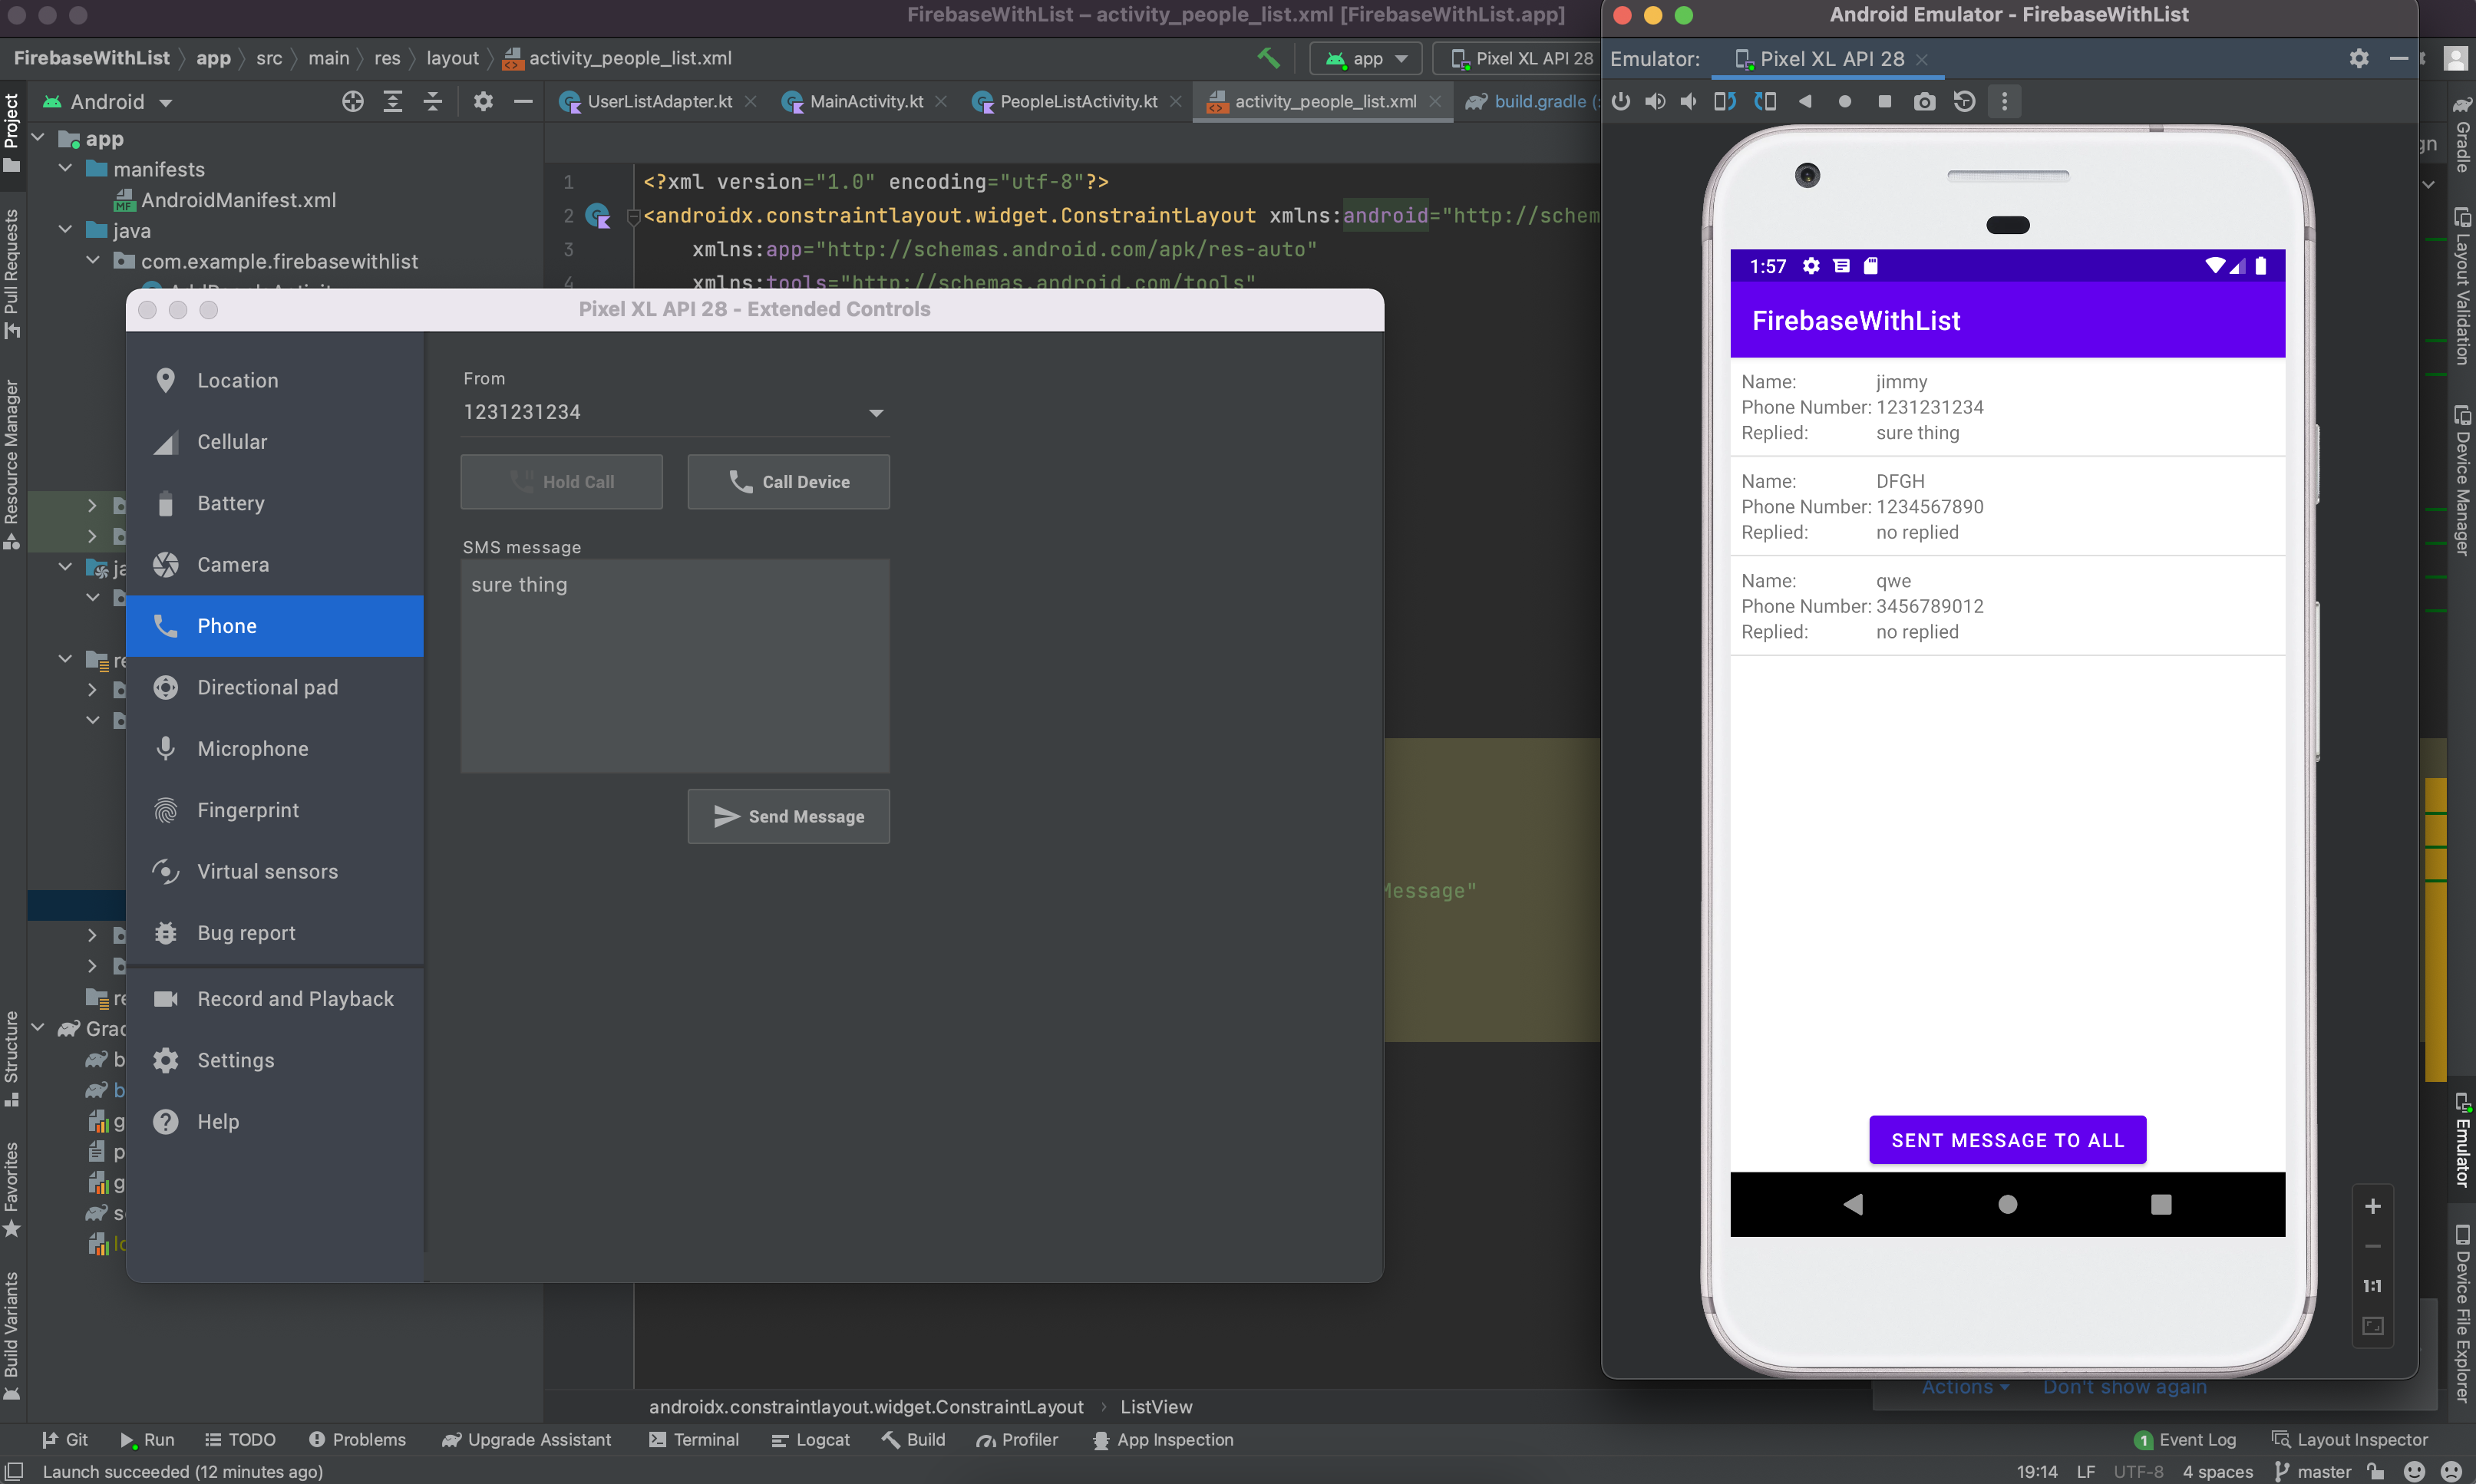 FirebaseWithList – activity_people_list.xml [FirebaseWithList.app]
FirebaseWithList app src main res layout activity_people_list.xml
app
Pixel XL API 28
Android
UserListAdapter.kt
MainActivity.kt
PeopleListActivity.kt
activity_people_list.xml
build.gradle (:
Project
Pull Requests
Resource Manager
Structure
Favorites
Build Variants
app
manifests
AndroidManifest.xml
java
com.example.firebasewithlist
1 <?xml version="1.0" encoding="utf-8"?>
2 <androidx.constraintlayout.widget.ConstraintLayout xmlns:android="http://schem
3 xmlns:app="http://schemas.android.com/apk/res-auto"
4 xmlns:tools="http://schemas.android.com/tools"
Message"
Pixel XL API 28 - Extended Controls
Location
Cellular
Battery
Camera
Phone
Directional pad
Microphone
Fingerprint
Virtual sensors
Bug report
Record and Playback
Settings
Help
From
1231231234
Hold Call
Call Device
SMS message
sure thing
Send Message
Android Emulator - FirebaseWithList
Emulator: Pixel XL API 28
1:57
FirebaseWithList
Name: jimmy
Phone Number: 1231231234
Replied: sure thing
Name: DFGH
Phone Number: 1234567890
Replied: no replied
Name: qwe
Phone Number: 3456789012
Replied: no replied
SENT MESSAGE TO ALL
1:1
Actions
Don't show again
Gradle
Layout Validation
Device Manager
Emulator
Device File Explorer
androidx.constraintlayout.widget.ConstraintLayout ListView
Git Run TODO Problems Upgrade Assistant Terminal Logcat Build Profiler App Inspection
1 Event Log Layout Inspector
Launch succeeded (12 minutes ago)
19:14 LF UTF-8 4 spaces master